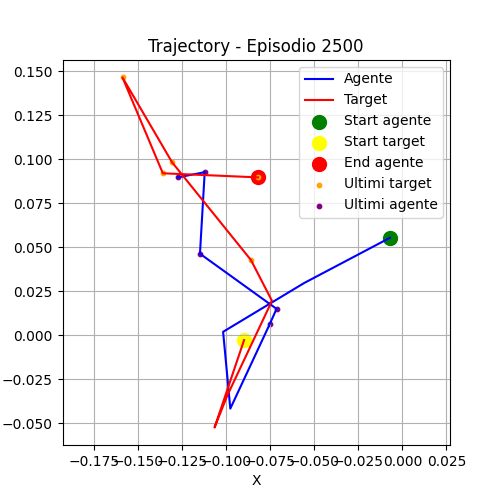 Trajectory - Episodio 2500
Agente
Target
Start agente
Start target
End agente
Ultimi target
Ultimi agente
0.150
0.125
0.100
0.075
0.050
0.025
0.000
−0.025
−0.050
−0.175 −0.150 −0.125 −0.100 −0.075 −0.050 −0.025 0.000 0.025
X